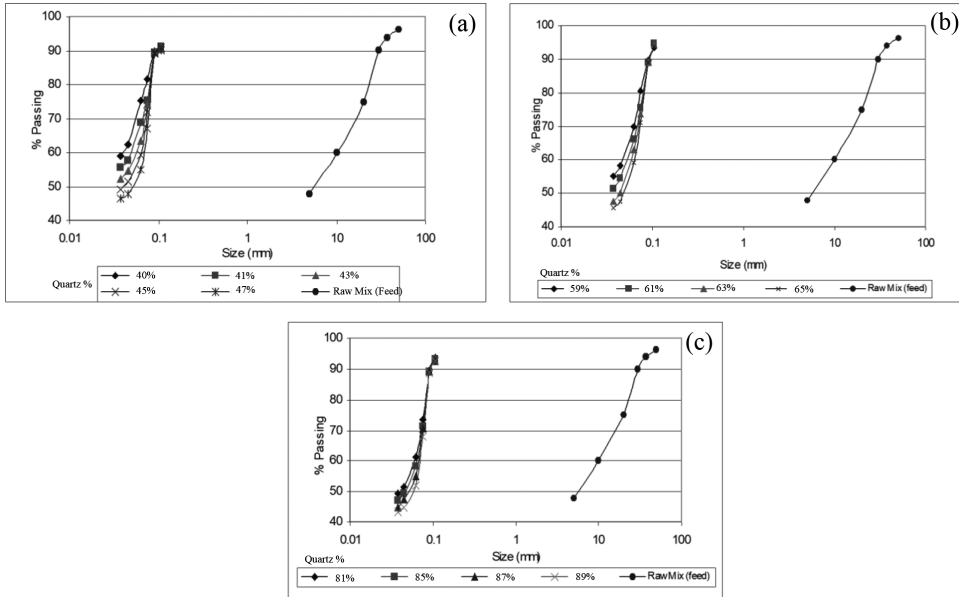 (a)
100
90
80
70
60
50
40
% Passing
0.01 0.1 1 10 100
Size (mm)
Quartz %
40% 41% 43%
45% 47% Raw Mix (Feed)
(b)
100
90
80
70
60
50
40
% Passing
0.01 0.1 1 10 100
Size (mm)
Quartz %
59% 61% 63% 65% Raw Mix (feed)
(c)
100
90
80
70
60
50
40
% Passing
0.01 0.1 1 10 100
Size (mm)
Quartz %
81% 85% 87% 89% Raw Mix (feed)